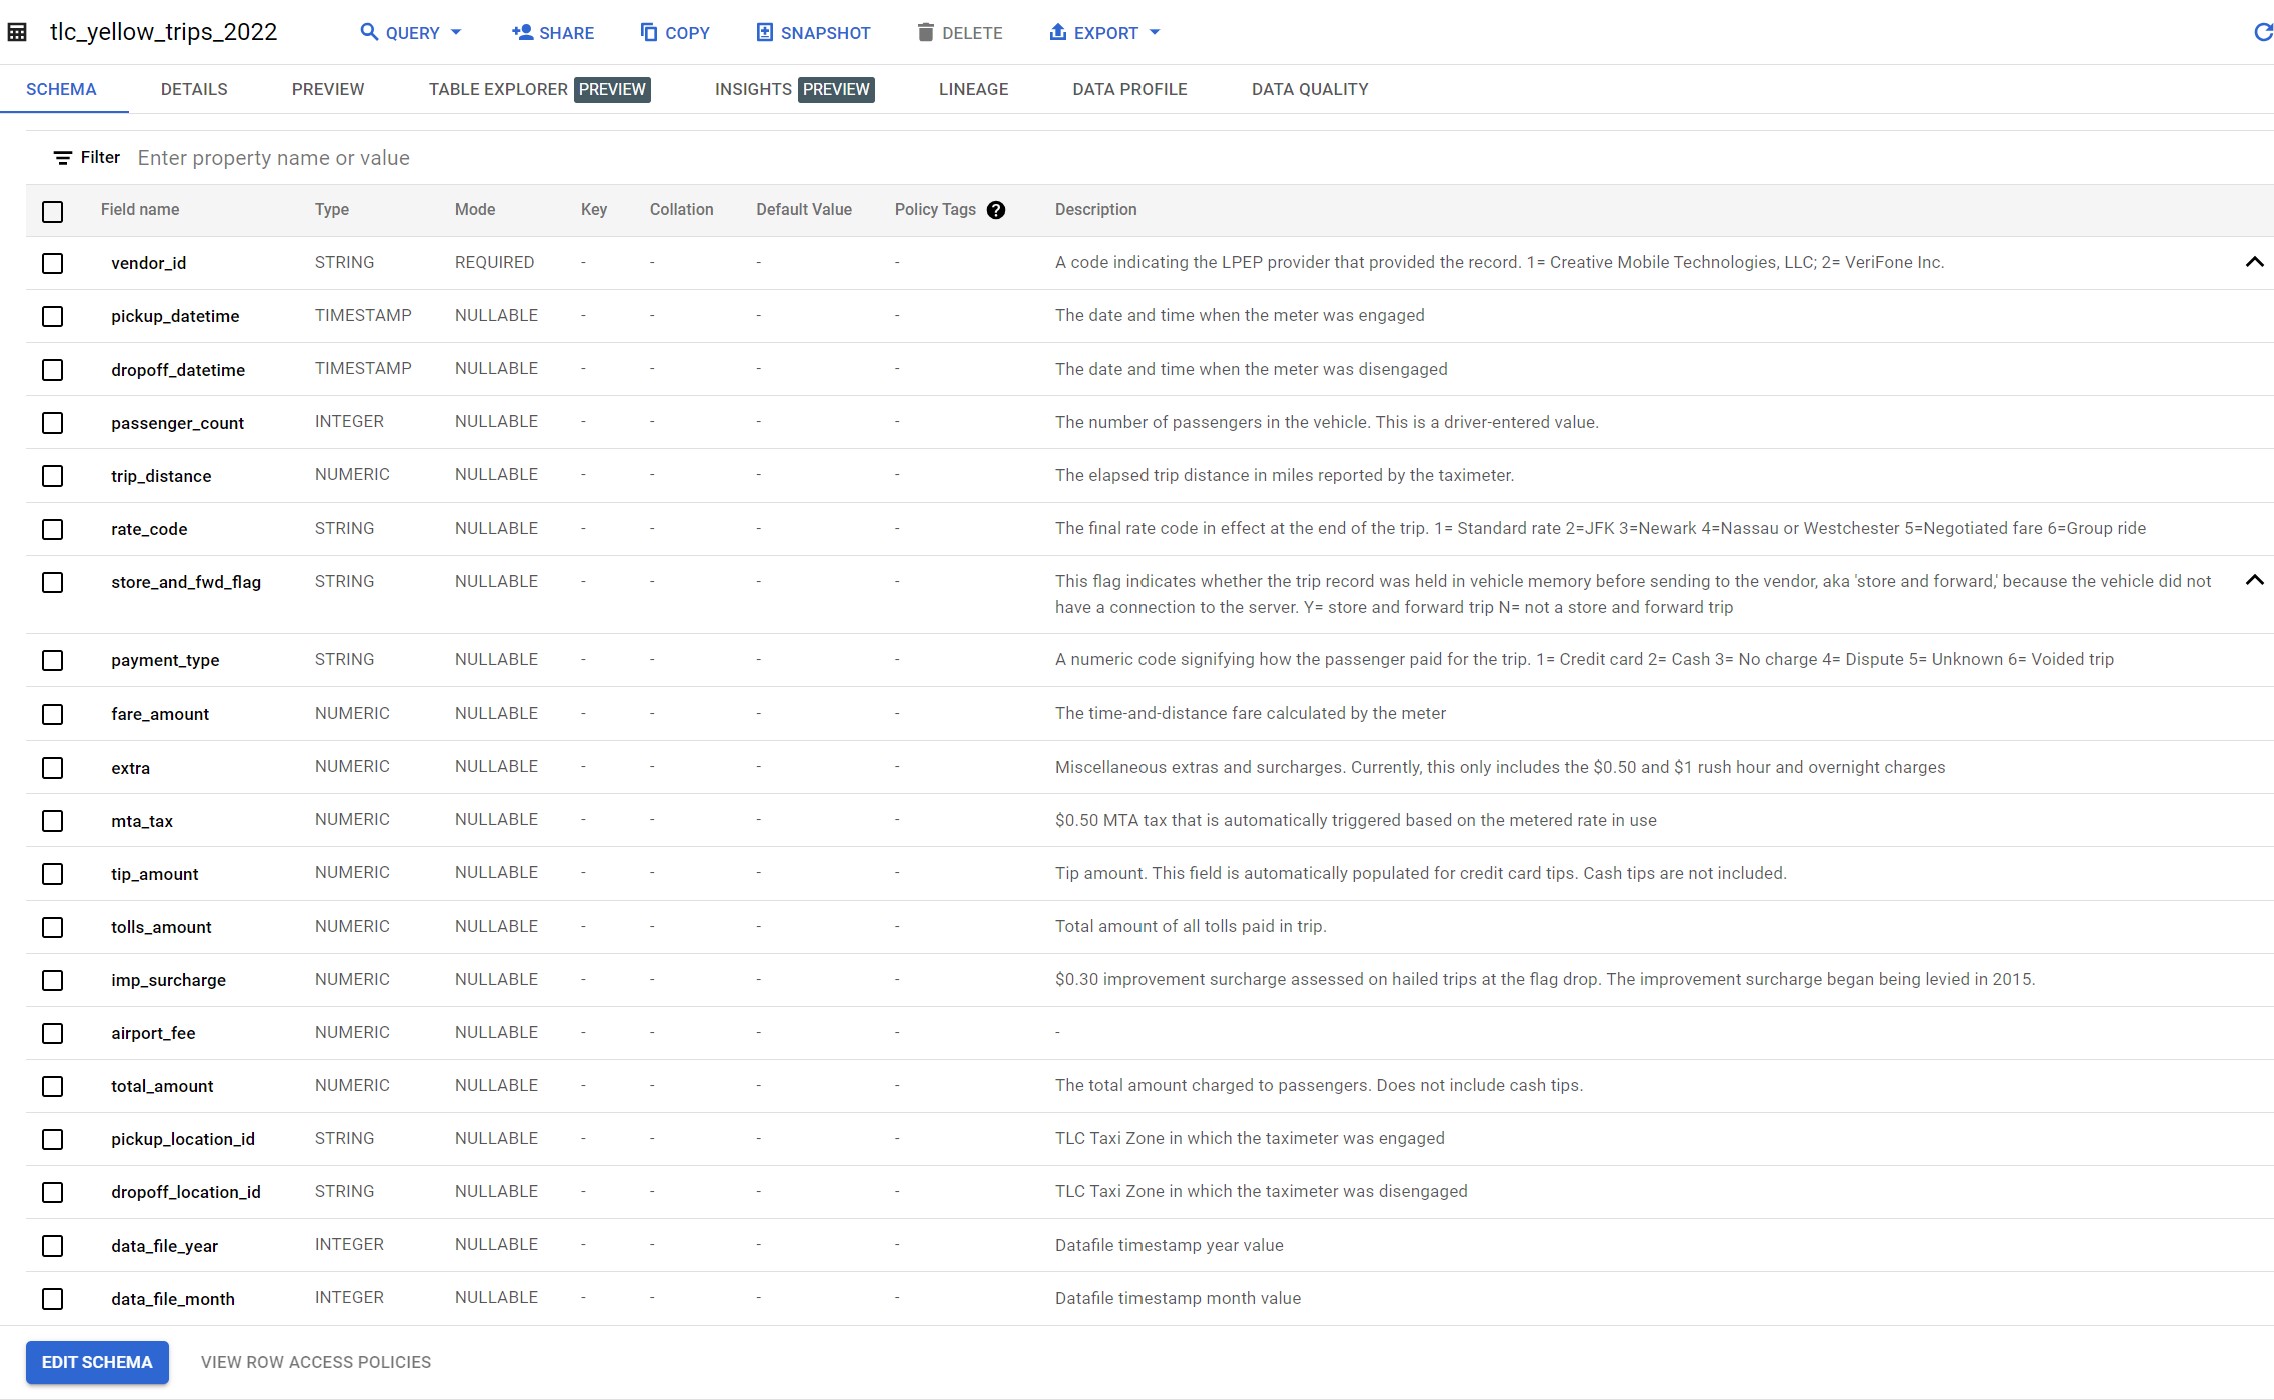 tlc_yellow_trips_2022 QUERY SHARE COPY SNAPSHOT DELETE EXPORT
SCHEMA DETAILS PREVIEW TABLE EXPLORER PREVIEW INSIGHTS PREVIEW LINEAGE DATA PROFILE DATA QUALITY
Filter Enter property name or value
Field name Type Mode Key Collation Default Value Policy Tags ? Description
vendor_id STRING REQUIRED - - - - A code indicating the LPEP provider that provided the record. 1= Creative Mobile Technologies, LLC; 2= VeriFone Inc.
pickup_datetime TIMESTAMP NULLABLE - - - - The date and time when the meter was engaged
dropoff_datetime TIMESTAMP NULLABLE - - - - The date and time when the meter was disengaged
passenger_count INTEGER NULLABLE - - - - The number of passengers in the vehicle. This is a driver-entered value.
trip_distance NUMERIC NULLABLE - - - - The elapsed trip distance in miles reported by the taximeter.
rate_code STRING NULLABLE - - - - The final rate code in effect at the end of the trip. 1= Standard rate 2=JFK 3=Newark 4=Nassau or Westchester 5=Negotiated fare 6=Group ride
store_and_fwd_flag STRING NULLABLE - - - - This flag indicates whether the trip record was held in vehicle memory before sending to the vendor, aka 'store and forward,' because the vehicle did not
have a connection to the server. Y= store and forward trip N= not a store and forward trip
payment_type STRING NULLABLE - - - - A numeric code signifying how the passenger paid for the trip. 1= Credit card 2= Cash 3= No charge 4= Dispute 5= Unknown 6= Voided trip
fare_amount NUMERIC NULLABLE - - - - The time-and-distance fare calculated by the meter
extra NUMERIC NULLABLE - - - - Miscellaneous extras and surcharges. Currently, this only includes the $0.50 and $1 rush hour and overnight charges
mta_tax NUMERIC NULLABLE - - - - $0.50 MTA tax that is automatically triggered based on the metered rate in use
tip_amount NUMERIC NULLABLE - - - - Tip amount. This field is automatically populated for credit card tips. Cash tips are not included.
tolls_amount NUMERIC NULLABLE - - - - Total amount of all tolls paid in trip.
imp_surcharge NUMERIC NULLABLE - - - - $0.30 improvement surcharge assessed on hailed trips at the flag drop. The improvement surcharge began being levied in 2015.
airport_fee NUMERIC NULLABLE - - - - -
total_amount NUMERIC NULLABLE - - - - The total amount charged to passengers. Does not include cash tips.
pickup_location_id STRING NULLABLE - - - - TLC Taxi Zone in which the taximeter was engaged
dropoff_location_id STRING NULLABLE - - - - TLC Taxi Zone in which the taximeter was disengaged
data_file_year INTEGER NULLABLE - - - - Datafile timestamp year value
data_file_month INTEGER NULLABLE - - - - Datafile timestamp month value
EDIT SCHEMA VIEW ROW ACCESS POLICIES